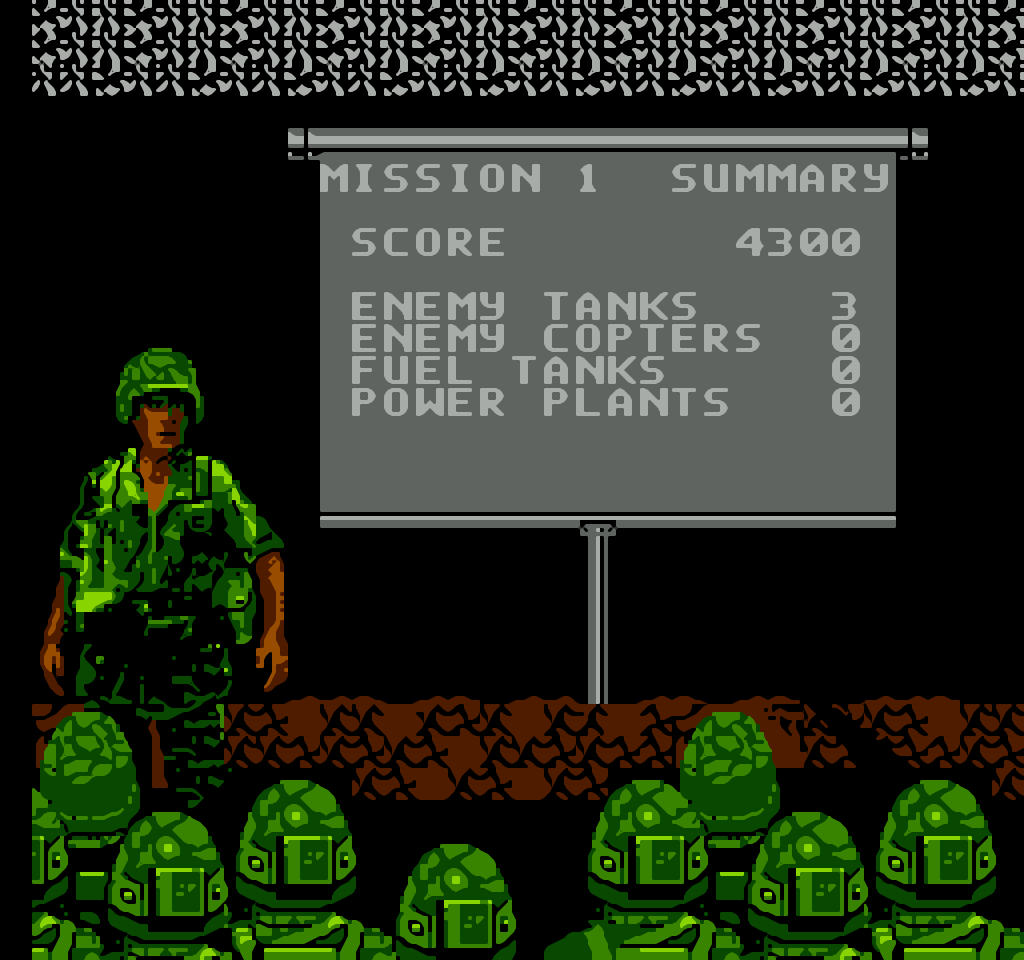 MISSION 1 SUMMARY
SCORE 4300
ENEMY TANKS 3
ENEMY COPTERS 0
FUEL TANKS 0
POWER PLANTS 0